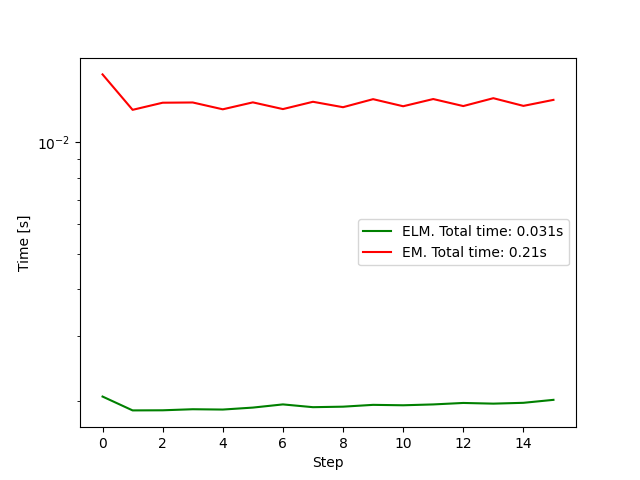 10⁻²
Time [s]
ELM. Total time: 0.031s
EM. Total time: 0.21s
0 2 4 6 8 10 12 14
Step